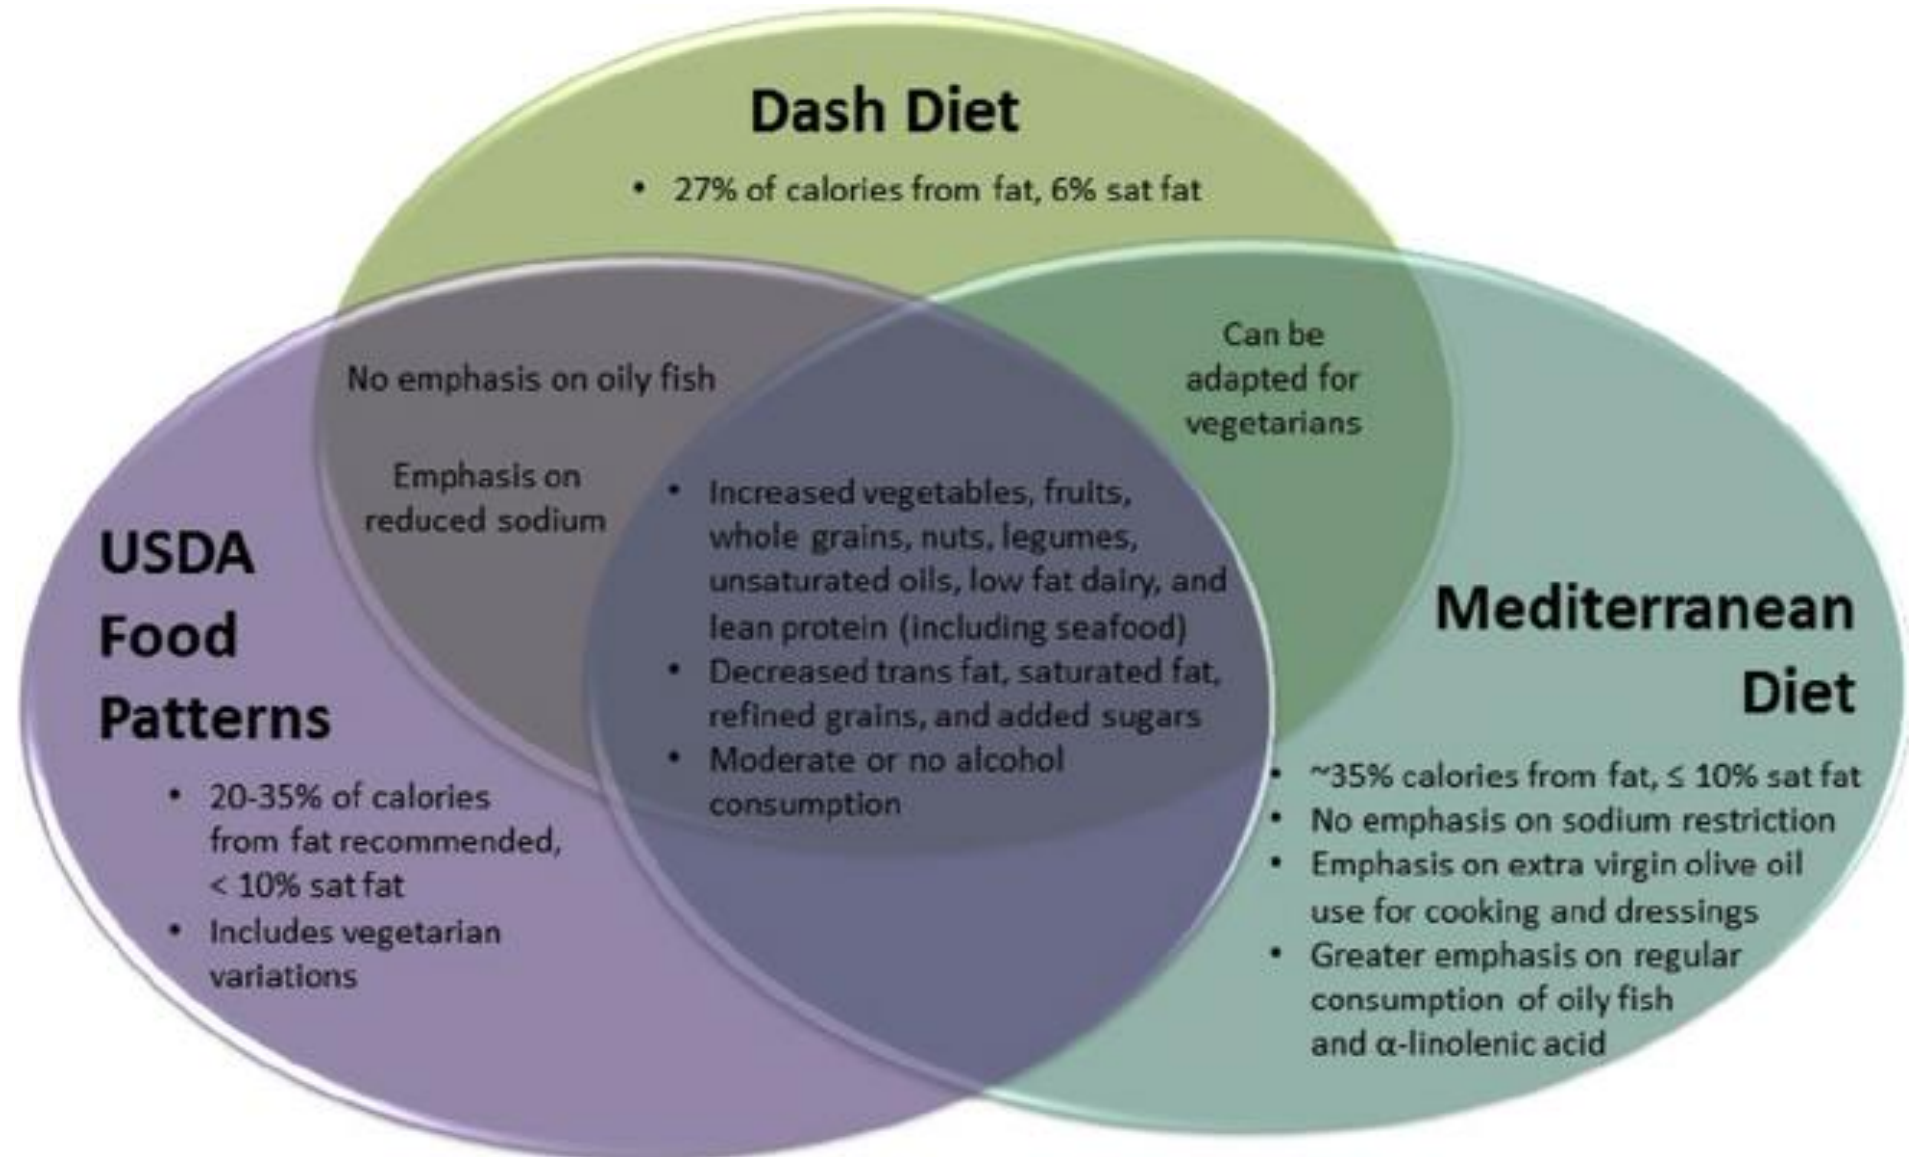 Dash Diet
• 27% of calories from fat, 6% sat fat
No emphasis on oily fish
Emphasis on
reduced sodium
Can be
adapted for
vegetarians
• Increased vegetables, fruits,
whole grains, nuts, legumes,
unsaturated oils, low fat dairy, and
lean protein (including seafood)
• Decreased trans fat, saturated fat,
refined grains, and added sugars
• Moderate or no alcohol
consumption
USDA
Food
Patterns
• 20-35% of calories
from fat recommended,
< 10% sat fat
• Includes vegetarian
variations
Mediterranean
Diet
• ~35% calories from fat, ≤ 10% sat fat
• No emphasis on sodium restriction
• Emphasis on extra virgin olive oil
use for cooking and dressings
• Greater emphasis on regular
consumption of oily fish
and α-linolenic acid